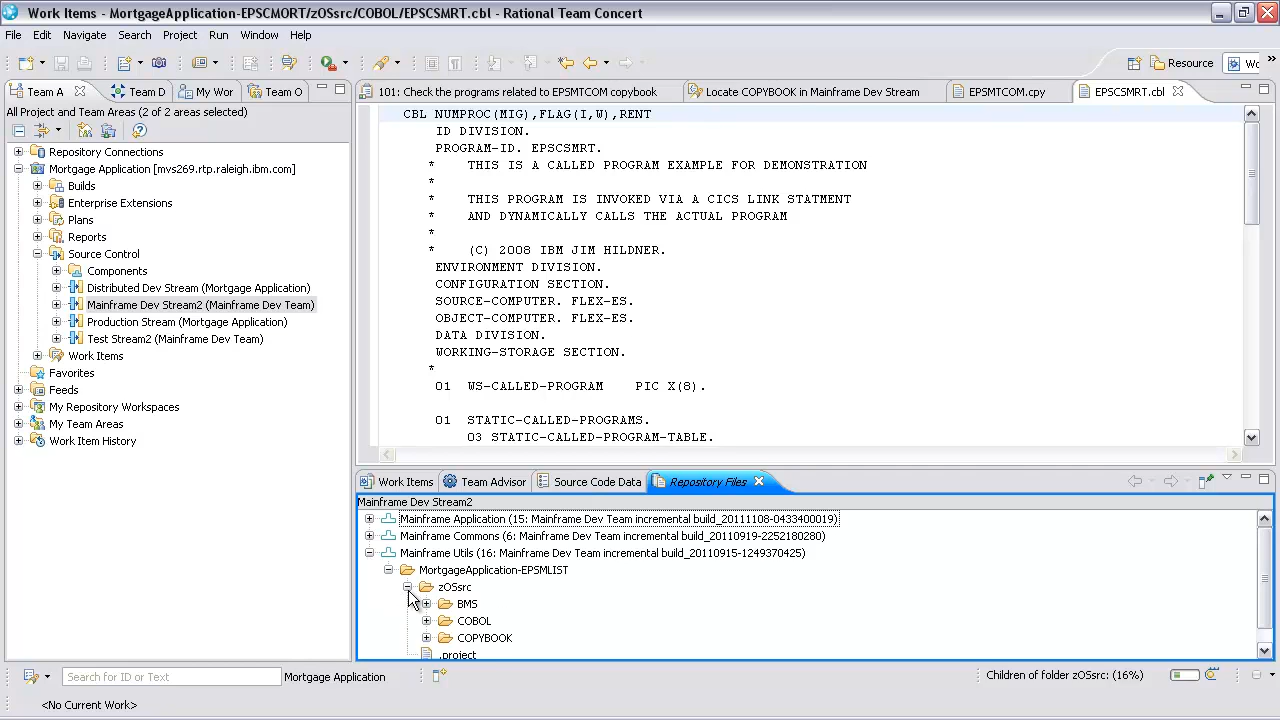 Work Items - MortgageApplication-EPSCMORT/zOSsrc/COBOL/EPSCSMRT.cbl - Rational Team Concert
File Edit Navigate Search Project Run Window Help
Resource Wo
Team A Team D My Wor Team O
All Project and Team Areas (2 of 2 areas selected)
Repository Connections
Mortgage Application [mvs269.rtp.raleigh.ibm.com]
Builds
Enterprise Extensions
Plans
Reports
Source Control
Components
Distributed Dev Stream (Mortgage Application)
Mainframe Dev Stream2 (Mainframe Dev Team)
Production Stream (Mortgage Application)
Test Stream2 (Mainframe Dev Team)
Work Items
Favorites
Feeds
My Repository Workspaces
My Team Areas
Work Item History
101: Check the programs related to EPSMTCOM copybook Locate COPYBOOK in Mainframe Dev Stream EPSMTCOM.cpy EPSCSMRT.cbl
CBL NUMPROC(MIG),FLAG(I,W),RENT
ID DIVISION.
PROGRAM-ID. EPSCSMRT.
* THIS IS A CALLED PROGRAM EXAMPLE FOR DEMONSTRATION
*
* THIS PROGRAM IS INVOKED VIA A CICS LINK STATMENT
* AND DYNAMICALLY CALLS THE ACTUAL PROGRAM
*
* (C) 2008 IBM JIM HILDNER.
ENVIRONMENT DIVISION.
CONFIGURATION SECTION.
SOURCE-COMPUTER. FLEX-ES.
OBJECT-COMPUTER. FLEX-ES.
DATA DIVISION.
WORKING-STORAGE SECTION.
*
01 WS-CALLED-PROGRAM PIC X(8).
01 STATIC-CALLED-PROGRAMS.
03 STATIC-CALLED-PROGRAM-TABLE.
Work Items Team Advisor Source Code Data Repository Files
Mainframe Dev Stream2
Mainframe Application (15: Mainframe Dev Team incremental build_20111108-0433400019)
Mainframe Commons (6: Mainframe Dev Team incremental build_20110919-2252180280)
Mainframe Utils (16: Mainframe Dev Team incremental build_20110915-1249370425)
MortgageApplication-EPSMLIST
zOSsrc
BMS
COBOL
COPYBOOK
.project
Search for ID or Text Mortgage Application Children of folder zOSsrc: (16%)
<No Current Work>